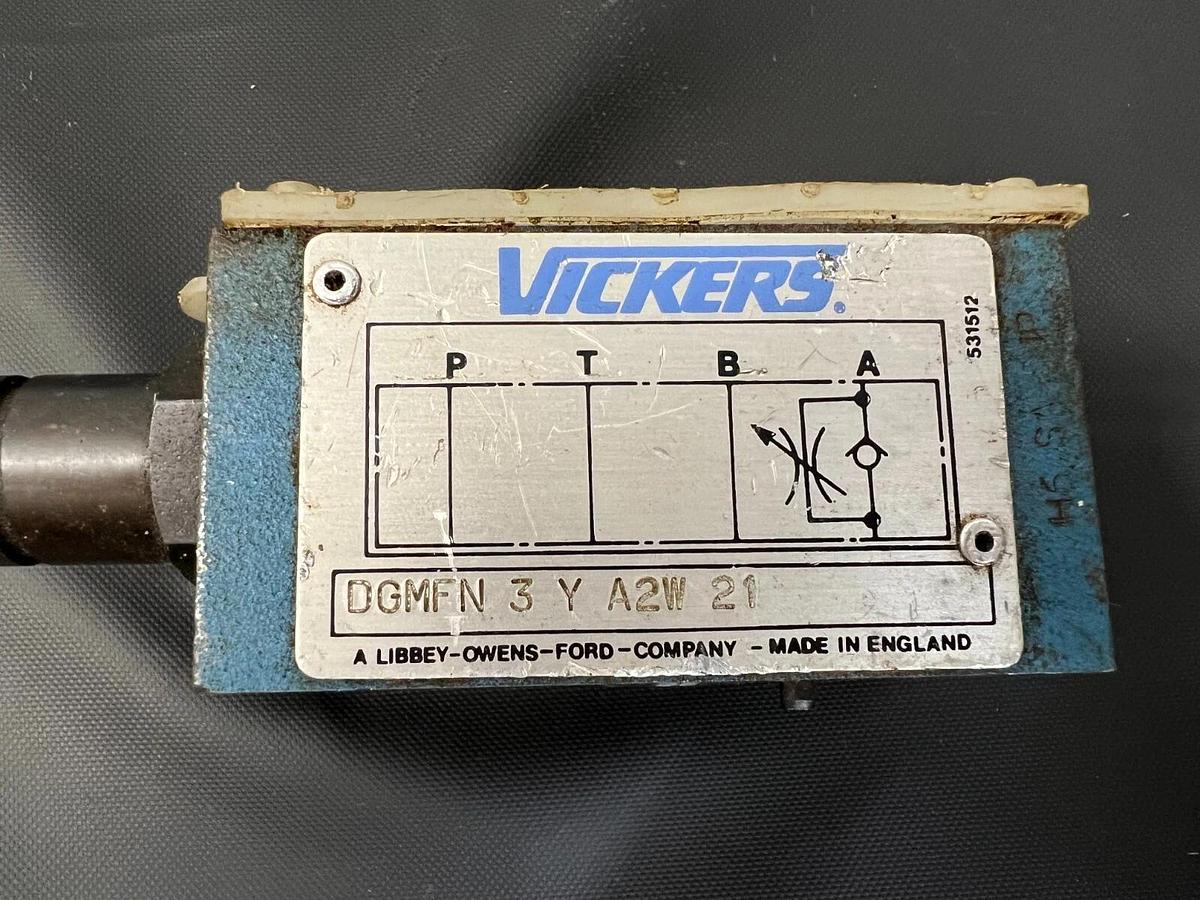 VICKERS.
531512
P T B A
DGMFN 3 Y A2W 21
A LIBBEY-OWENS-FORD-COMPANY - MADE IN ENGLAND